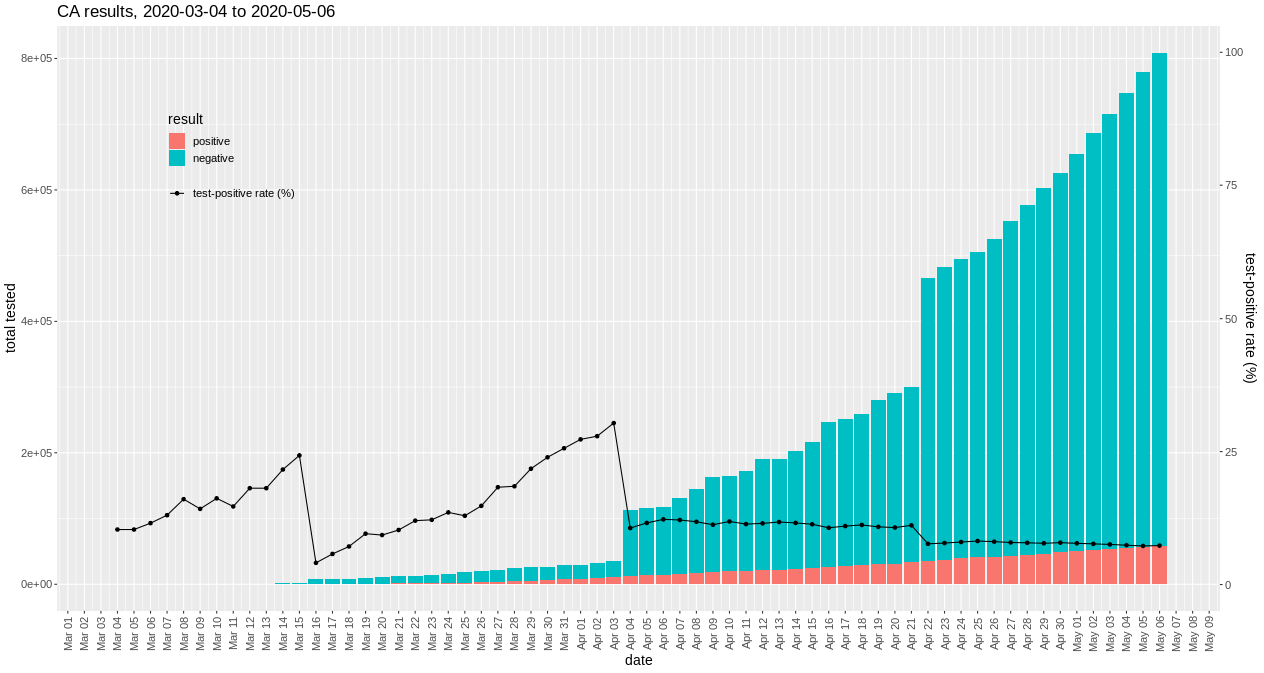 CA results, 2020-03-04 to 2020-05-06
8e+05
6e+05
4e+05
2e+05
0e+00
total tested
result
positive
negative
test-positive rate (%)
100
75
50
25
0
test-positive rate (%)
Mar 01
Mar 02
Mar 03
Mar 04
Mar 05
Mar 06
Mar 07
Mar 08
Mar 09
Mar 10
Mar 11
Mar 12
Mar 13
Mar 14
Mar 15
Mar 16
Mar 17
Mar 18
Mar 19
Mar 20
Mar 21
Mar 22
Mar 23
Mar 24
Mar 25
Mar 26
Mar 27
Mar 28
Mar 29
Mar 30
Mar 31
Apr 01
Apr 02
Apr 03
Apr 04
Apr 05
Apr 06
Apr 07
Apr 08
Apr 09
Apr 10
Apr 11
Apr 12
Apr 13
Apr 14
Apr 15
Apr 16
Apr 17
Apr 18
Apr 19
Apr 20
Apr 21
Apr 22
Apr 23
Apr 24
Apr 25
Apr 26
Apr 27
Apr 28
Apr 29
Apr 30
May 01
May 02
May 03
May 04
May 05
May 06
May 07
May 08
May 09
date